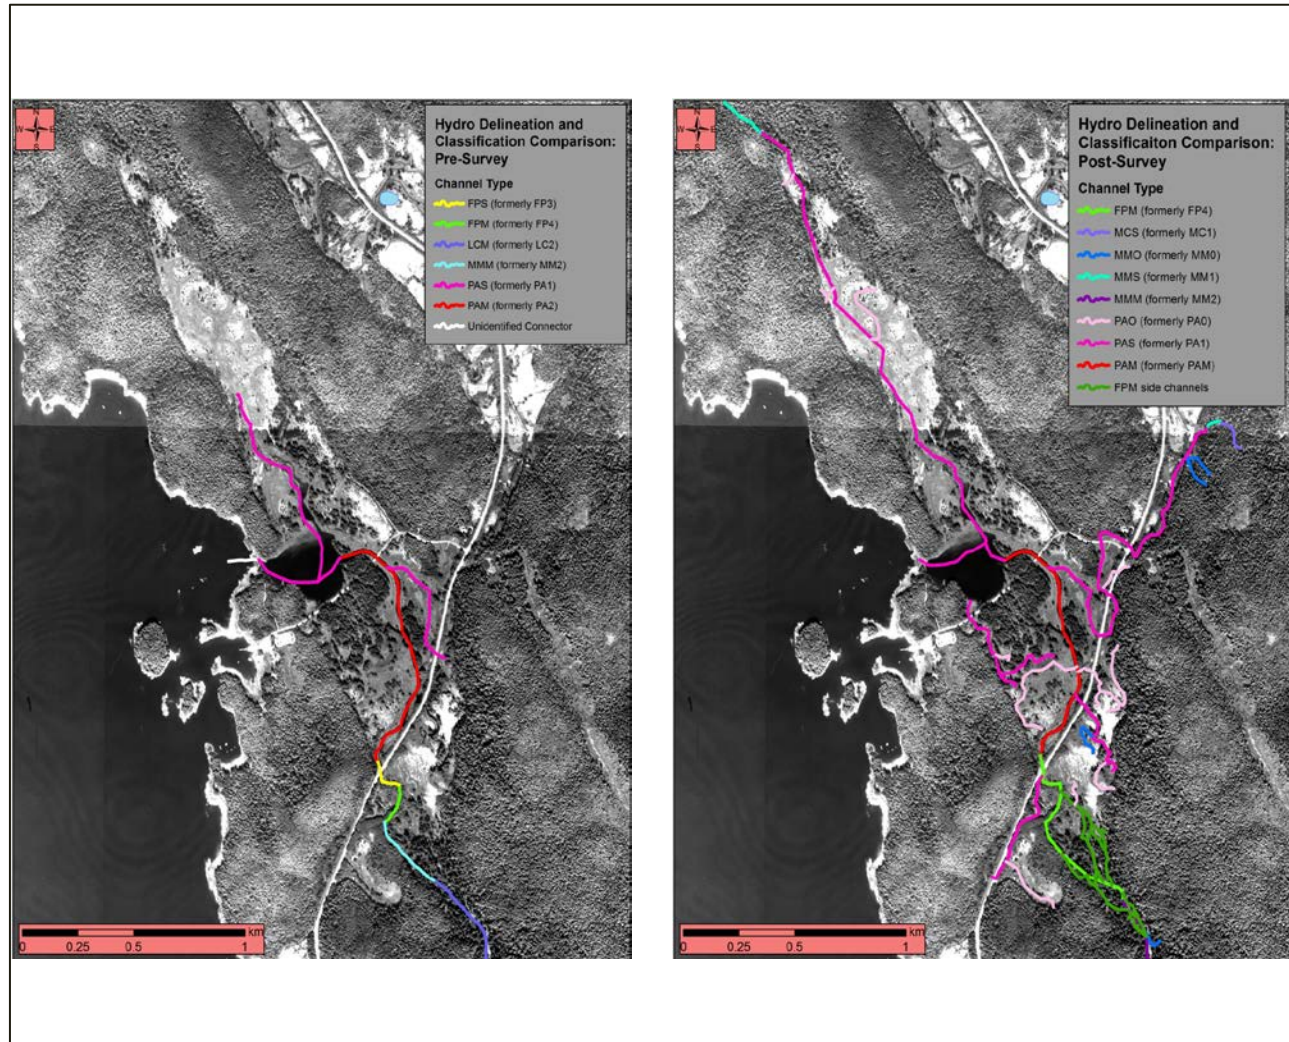 N
W E
S
Hydro Delineation and
Classification Comparison:
Pre-Survey
Channel Type
FPS (formerly FP3)
FPM (formerly FP4)
LCM (formerly LC2)
MMM (formerly MM2)
PAS (formerly PA1)
PAM (formerly PA2)
Unidentified Connector
km
0 0.25 0.5 1
N
W E
S
Hydro Delineation and
Classificaiton Comparison:
Post-Survey
Channel Type
FPM (formerly FP4)
MCS (formerly MC1)
MMO (formerly MM0)
MMS (formerly MM1)
MMM (formerly MM2)
PAO (formerly PA0)
PAS (formerly PA1)
PAM (formerly PAM)
FPM side channels
km
0 0.25 0.5 1